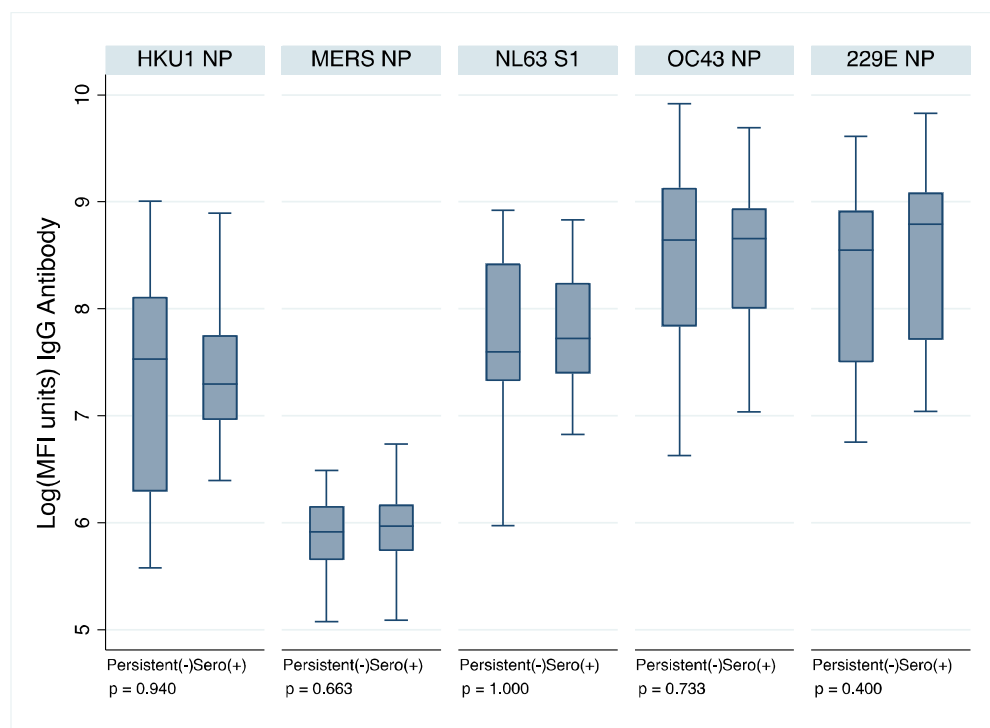 HKU1 NP MERS NP NL63 S1 OC43 NP 229E NP
Log(MFI units) IgG Antibody
10
9
8
7
6
5
Persistent(-)Sero(+) Persistent(-)Sero(+) Persistent(-)Sero(+) Persistent(-)Sero(+) Persistent(-)Sero(+)
p = 0.940 p = 0.663 p = 1.000 p = 0.733 p = 0.400